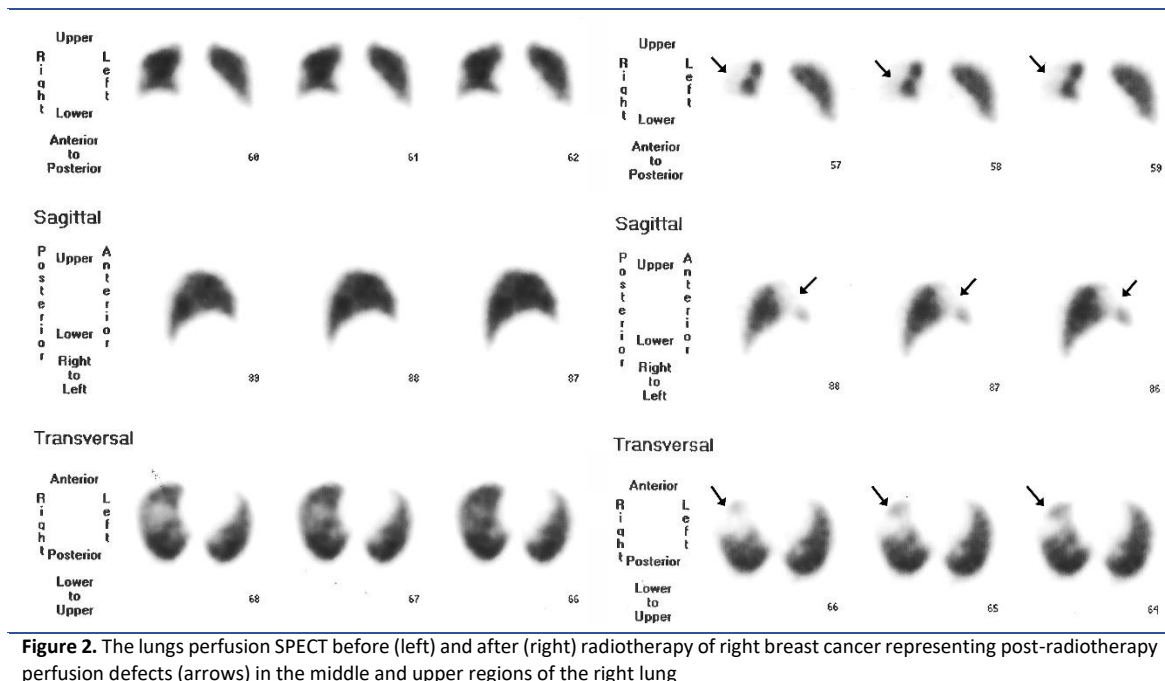 Upper
Right
Left
Lower
Anterior
to
Posterior
60 61 62
Sagittal
Posterior
Upper
Anterior
Lower
Right
to
Left
89 88 87
Transversal
Anterior
Right
Left
Posterior
Lower
to
Upper
68 67 66
Upper
Right
Left
Lower
Anterior
to
Posterior
57 58 59
Sagittal
Posterior
Upper
Anterior
Lower
Right
to
Left
88 87 86
Transversal
Anterior
Right
Left
Posterior
Lower
to
Upper
66 65 64
Figure 2. The lungs perfusion SPECT before (left) and after (right) radiotherapy of right breast cancer representing post-radiotherapy
perfusion defects (arrows) in the middle and upper regions of the right lung